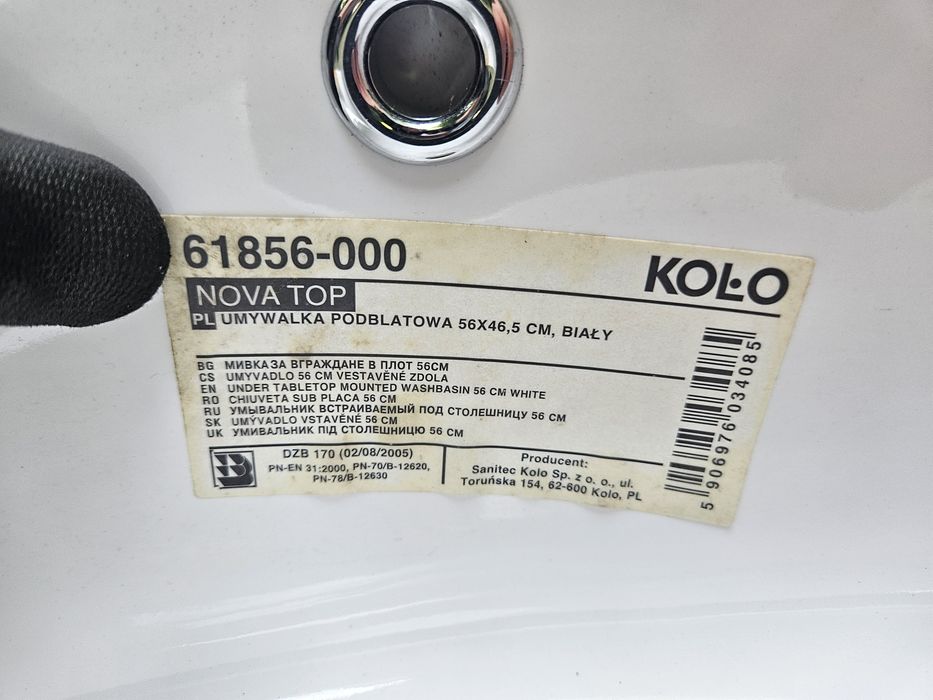 61856-000
KOŁO
NOVA TOP
PL UMYWALKA PODBLATOWA 56X46,5 CM, BIAŁY
BG МИВКА ЗА ВГРАЖДАНЕ В ПЛОТ 56СМ
CS UMYVADLO 56 CM VESTAVĚNÉ ZDOLA
EN UNDER TABLETOP MOUNTED WASHBASIN 56 CM WHITE
RO CHIUVETA SUB PLACA 56 CM
RU УМЫВАЛЬНИК ВСТРАИВАЕМЫЙ ПОД СТОЛЕШНИЦУ 56 СМ
SK UMÝVADLO VSTAVĚNÉ 56 CM
UK УМИВАЛЬНИК ПІД СТОЛЕШНИЦЮ 56 СМ
DZB 170 (02/08/2005)
PN-EN 31:2000, PN-70/B-12620,
PN-78/B-12630
Producent:
Sanitec Kolo Sp. z o. o., ul.
Toruńska 154, 62-600 Kolo, PL
5 906976 034085